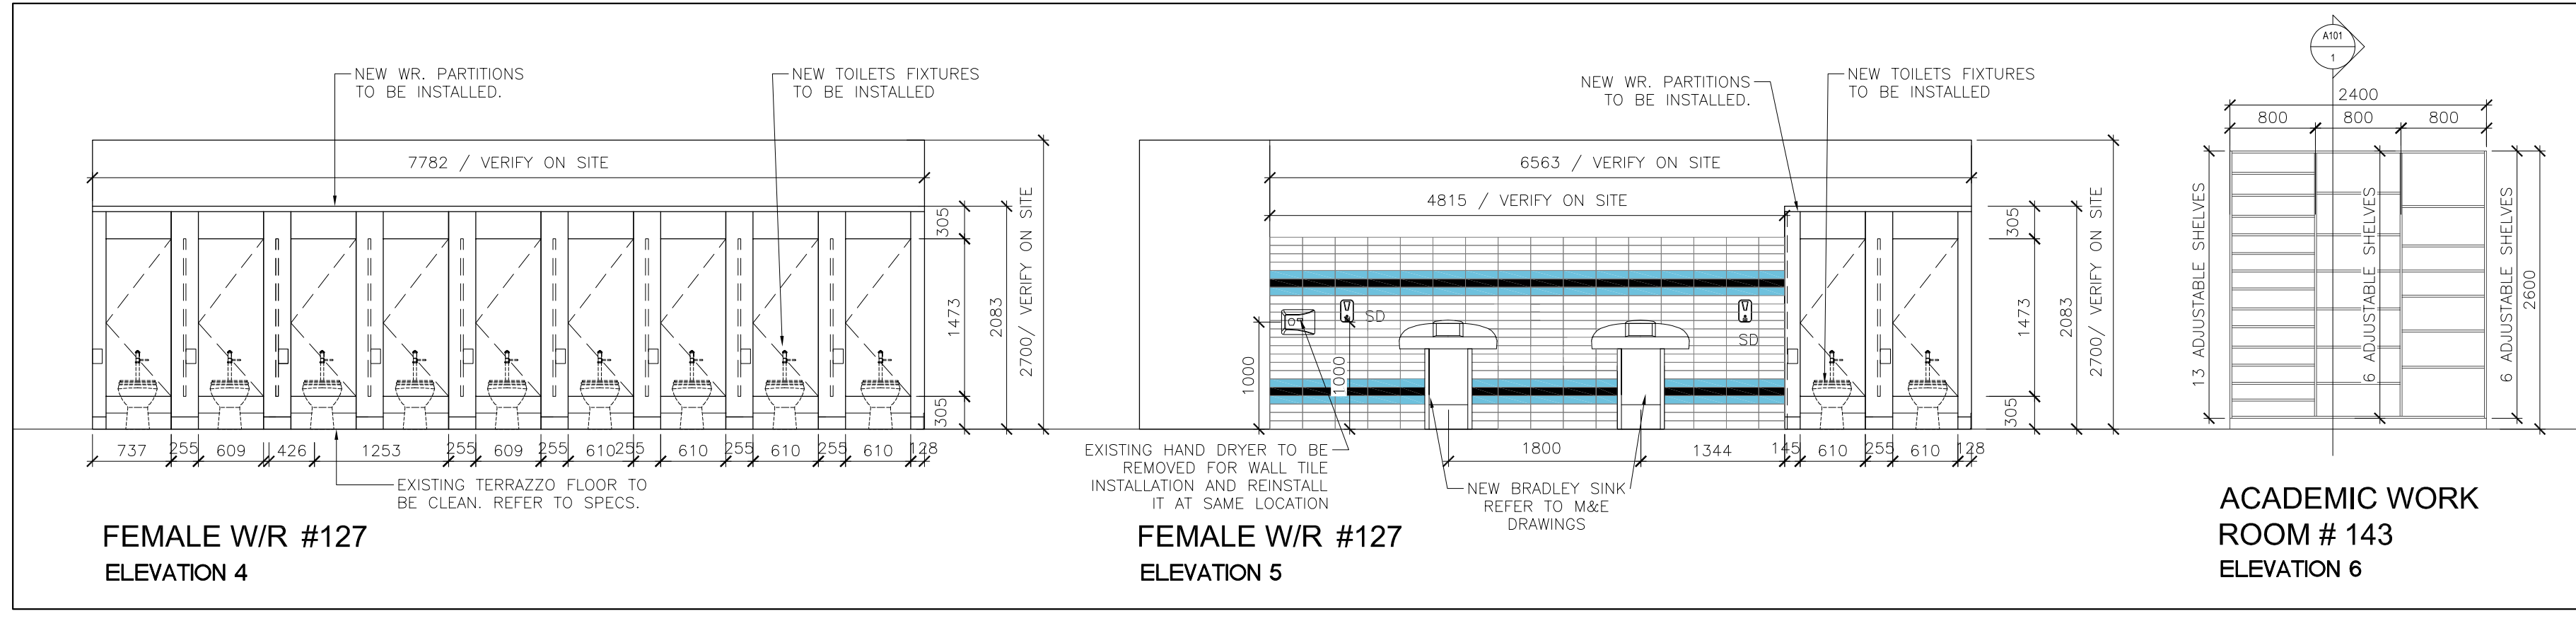 NEW WR. PARTITIONS
TO BE INSTALLED.
NEW TOILETS FIXTURES
TO BE INSTALLED
7782 / VERIFY ON SITE
305
1473
305
2083
2700/ VERIFY ON SITE
737
255
609
426
1253
255
609
255
610
255
610
255
610
255
610
128
EXISTING TERRAZZO FLOOR TO
BE CLEAN. REFER TO SPECS.
FEMALE W/R #127
ELEVATION 4
NEW WR. PARTITIONS
TO BE INSTALLED.
NEW TOILETS FIXTURES
TO BE INSTALLED
6563 / VERIFY ON SITE
4815 / VERIFY ON SITE
SD
SD
1000
1000
305
1473
305
2083
2700/ VERIFY ON SITE
1800
1344
145
610
255
610
128
EXISTING HAND DRYER TO BE
REMOVED FOR WALL TILE
INSTALLATION AND REINSTALL
IT AT SAME LOCATION
NEW BRADLEY SINK
REFER TO M&E
DRAWINGS
FEMALE W/R #127
ELEVATION 5
A101
1
2400
800
800
800
13 ADJUSTABLE SHELVES
6 ADJUSTABLE SHELVES
6 ADJUSTABLE SHELVES
2600
ACADEMIC WORK
ROOM # 143
ELEVATION 6